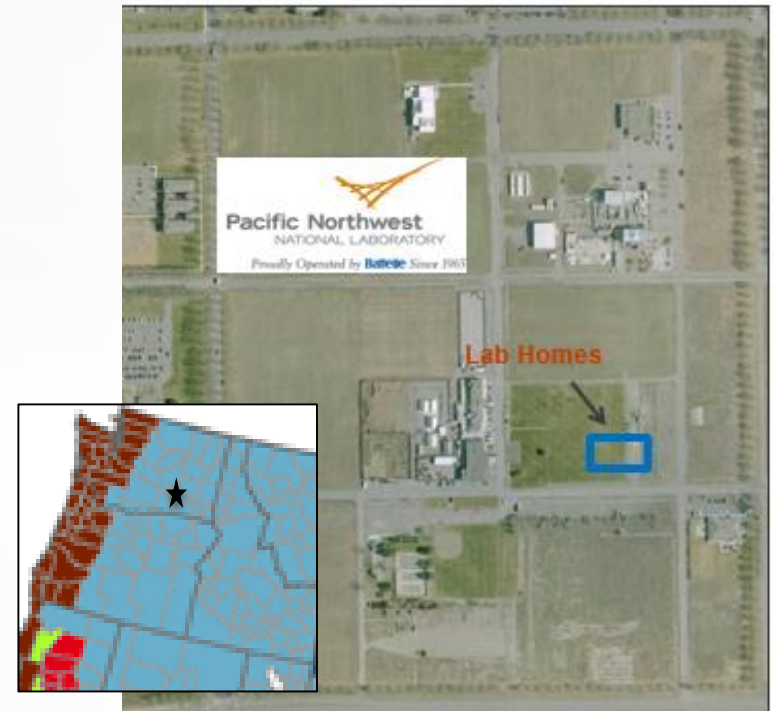 Pacific Northwest
NATIONAL LABORATORY
Proudly Operated by Battelle Since 1965
Lab Homes